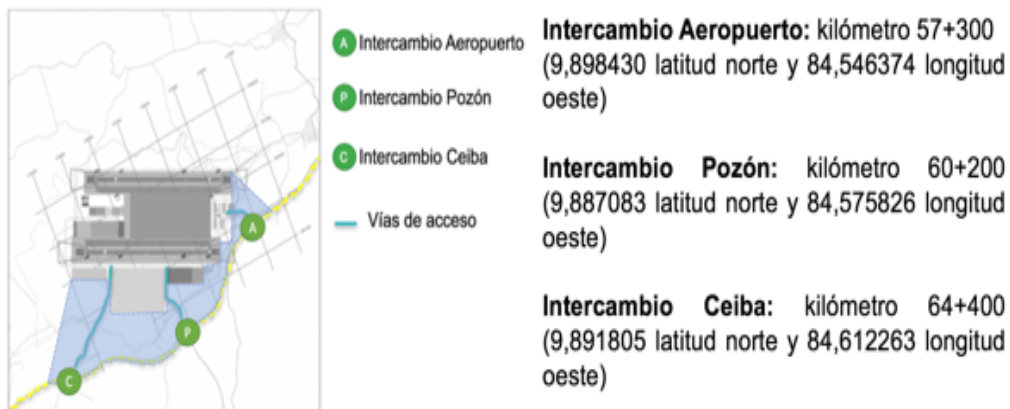 A Intercambio Aeropuerto
P Intercambio Pozón
C Intercambio Ceiba
Vías de acceso
A
P
C
Intercambio Aeropuerto: kilómetro 57+300
(9,898430 latitud norte y 84,546374 longitud
oeste)
Intercambio Pozón: kilómetro 60+200
(9,887083 latitud norte y 84,575826 longitud
oeste)
Intercambio Ceiba: kilómetro 64+400
(9,891805 latitud norte y 84,612263 longitud
oeste)